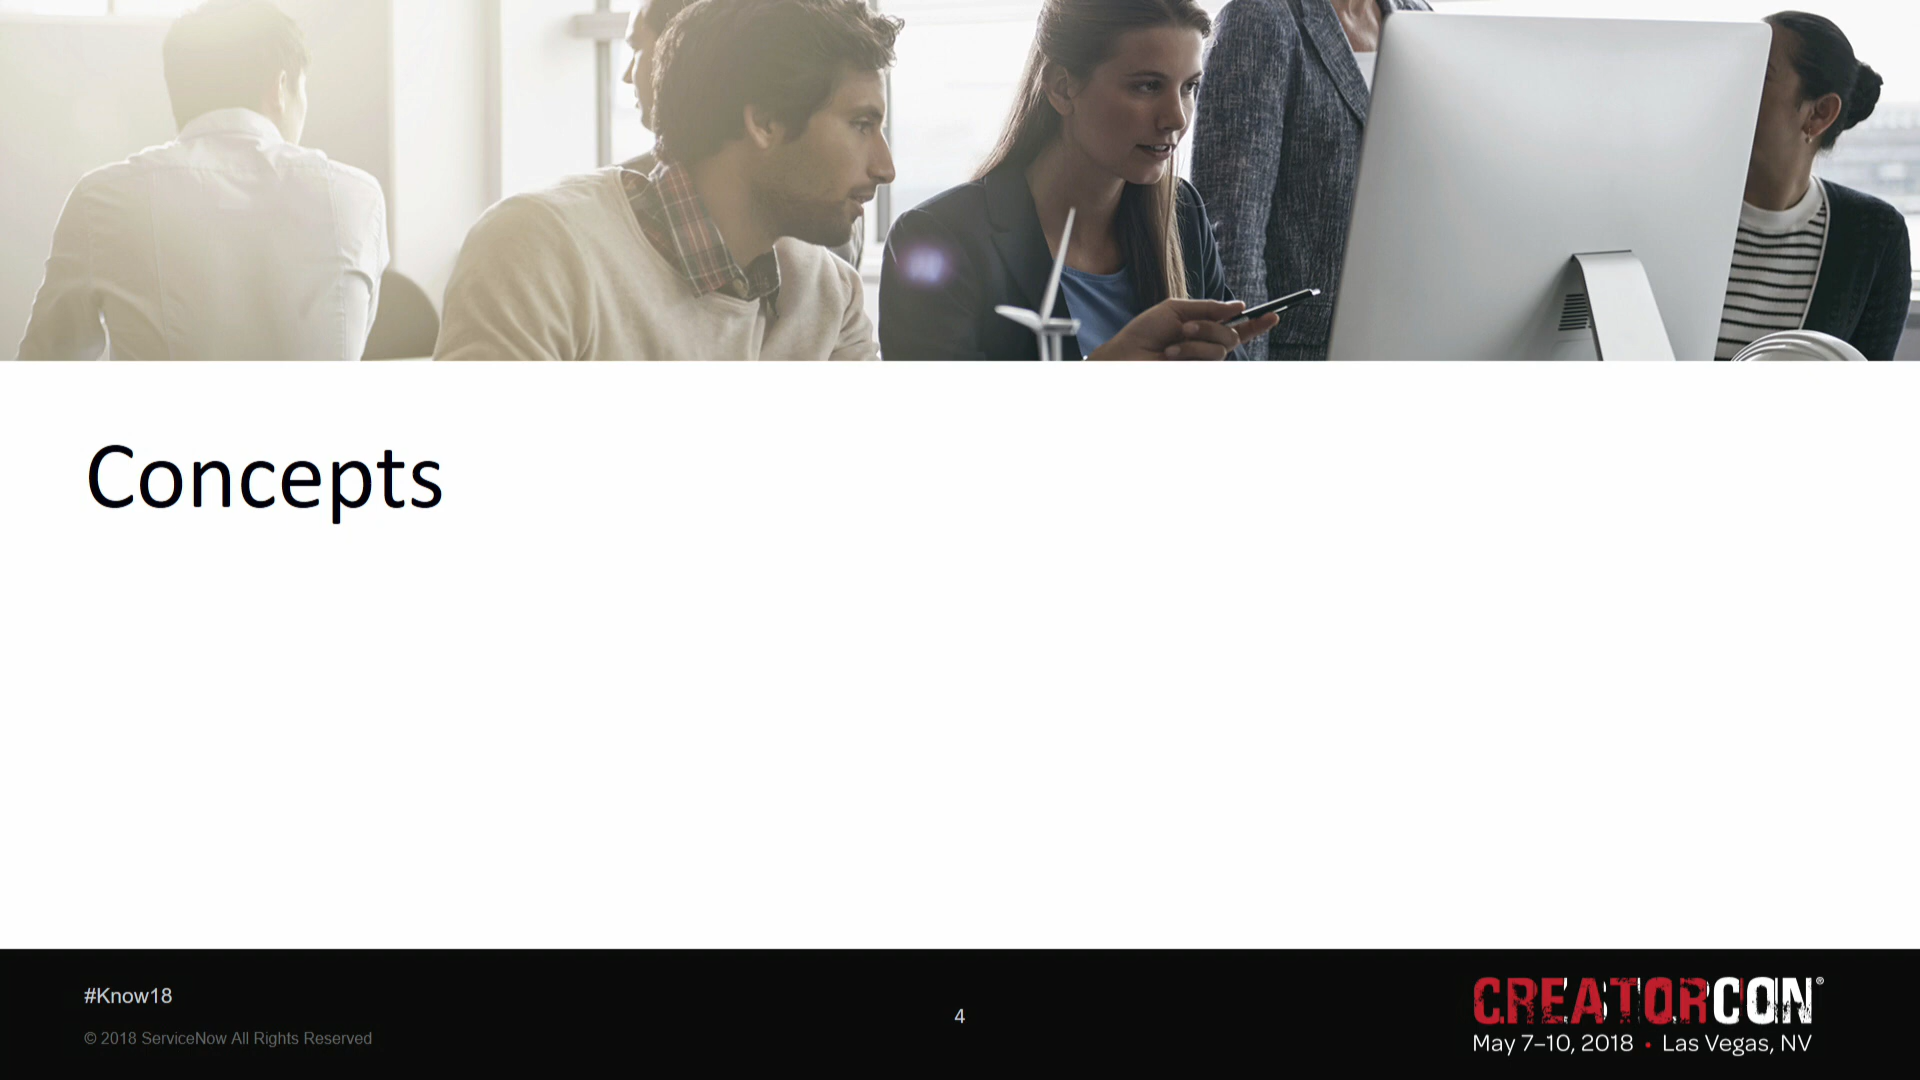 Concepts
#Know18
© 2018 ServiceNow All Rights Reserved
4
CREATORCON®
May 7–10, 2018 • Las Vegas, NV